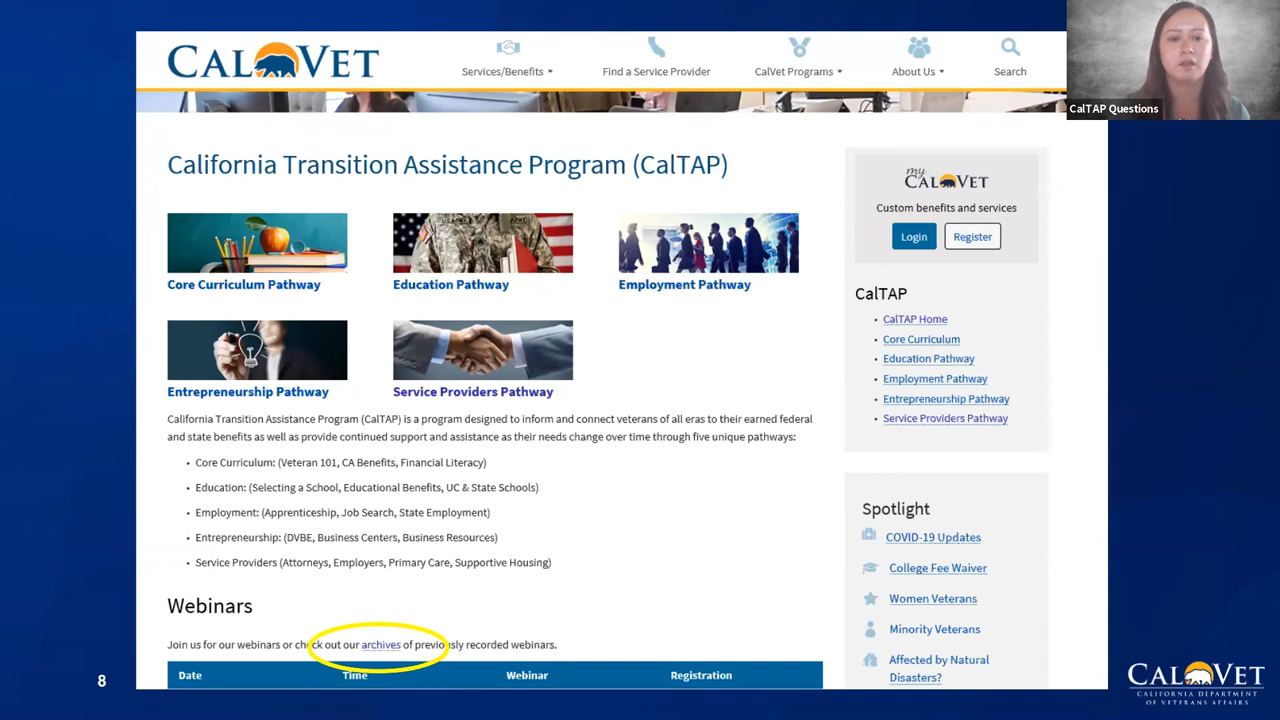 CALVET
Services/Benefits
Find a Service Provider
CalVet Programs
About Us
Search
CalTAP Questions
California Transition Assistance Program (CalTAP)
Core Curriculum Pathway
Education Pathway
Employment Pathway
Entrepreneurship Pathway
Service Providers Pathway
California Transition Assistance Program (CalTAP) is a program designed to inform and connect veterans of all eras to their earned federal
and state benefits as well as provide continued support and assistance as their needs change over time through five unique pathways:
• Core Curriculum: (Veteran 101, CA Benefits, Financial Literacy)
• Education: (Selecting a School, Educational Benefits, UC & State Schools)
• Employment: (Apprenticeship, Job Search, State Employment)
• Entrepreneurship: (DVBE, Business Centers, Business Resources)
• Service Providers (Attorneys, Employers, Primary Care, Supportive Housing)
Webinars
Join us for our webinars or check out our archives of previously recorded webinars.
Date Time Webinar Registration
my
CALVET
Custom benefits and services
Login Register
CalTAP
• CalTAP Home
• Core Curriculum
• Education Pathway
• Employment Pathway
• Entrepreneurship Pathway
• Service Providers Pathway
Spotlight
COVID-19 Updates
College Fee Waiver
Women Veterans
Minority Veterans
Affected by Natural
Disasters?
8
CALVET
CALIFORNIA DEPARTMENT
OF VETERANS AFFAIRS